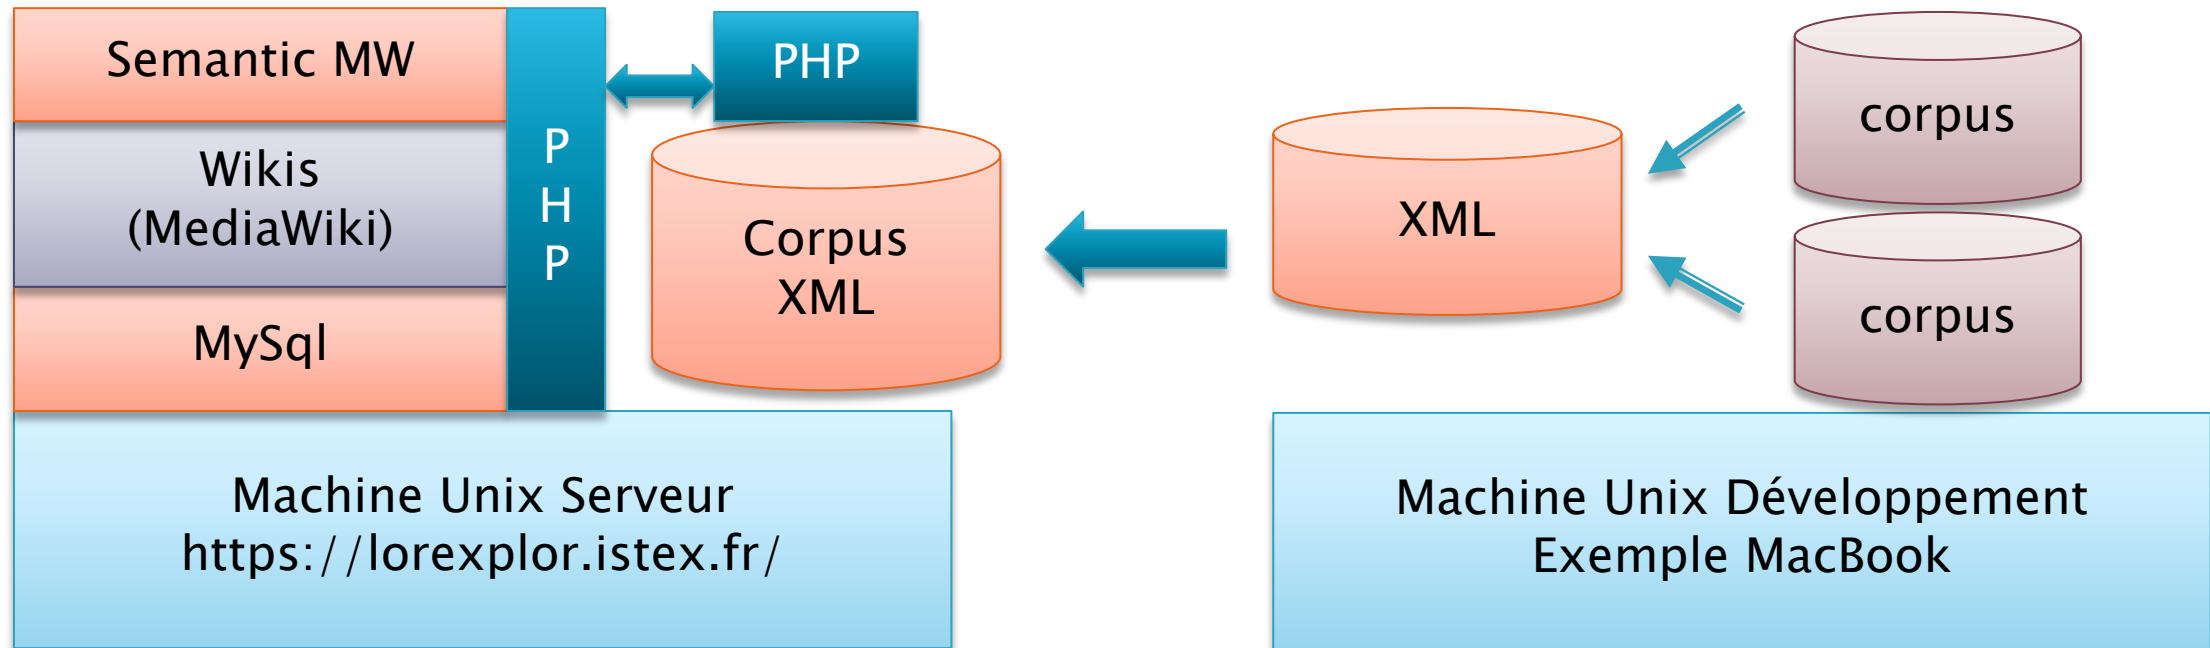 Semantic MW
Wikis
(MediaWiki)
MySql
P
H
P
PHP
Corpus
XML
XML
corpus
corpus
Machine Unix Serveur
https://lorexplor.istex.fr/
Machine Unix Développement
Exemple MacBook